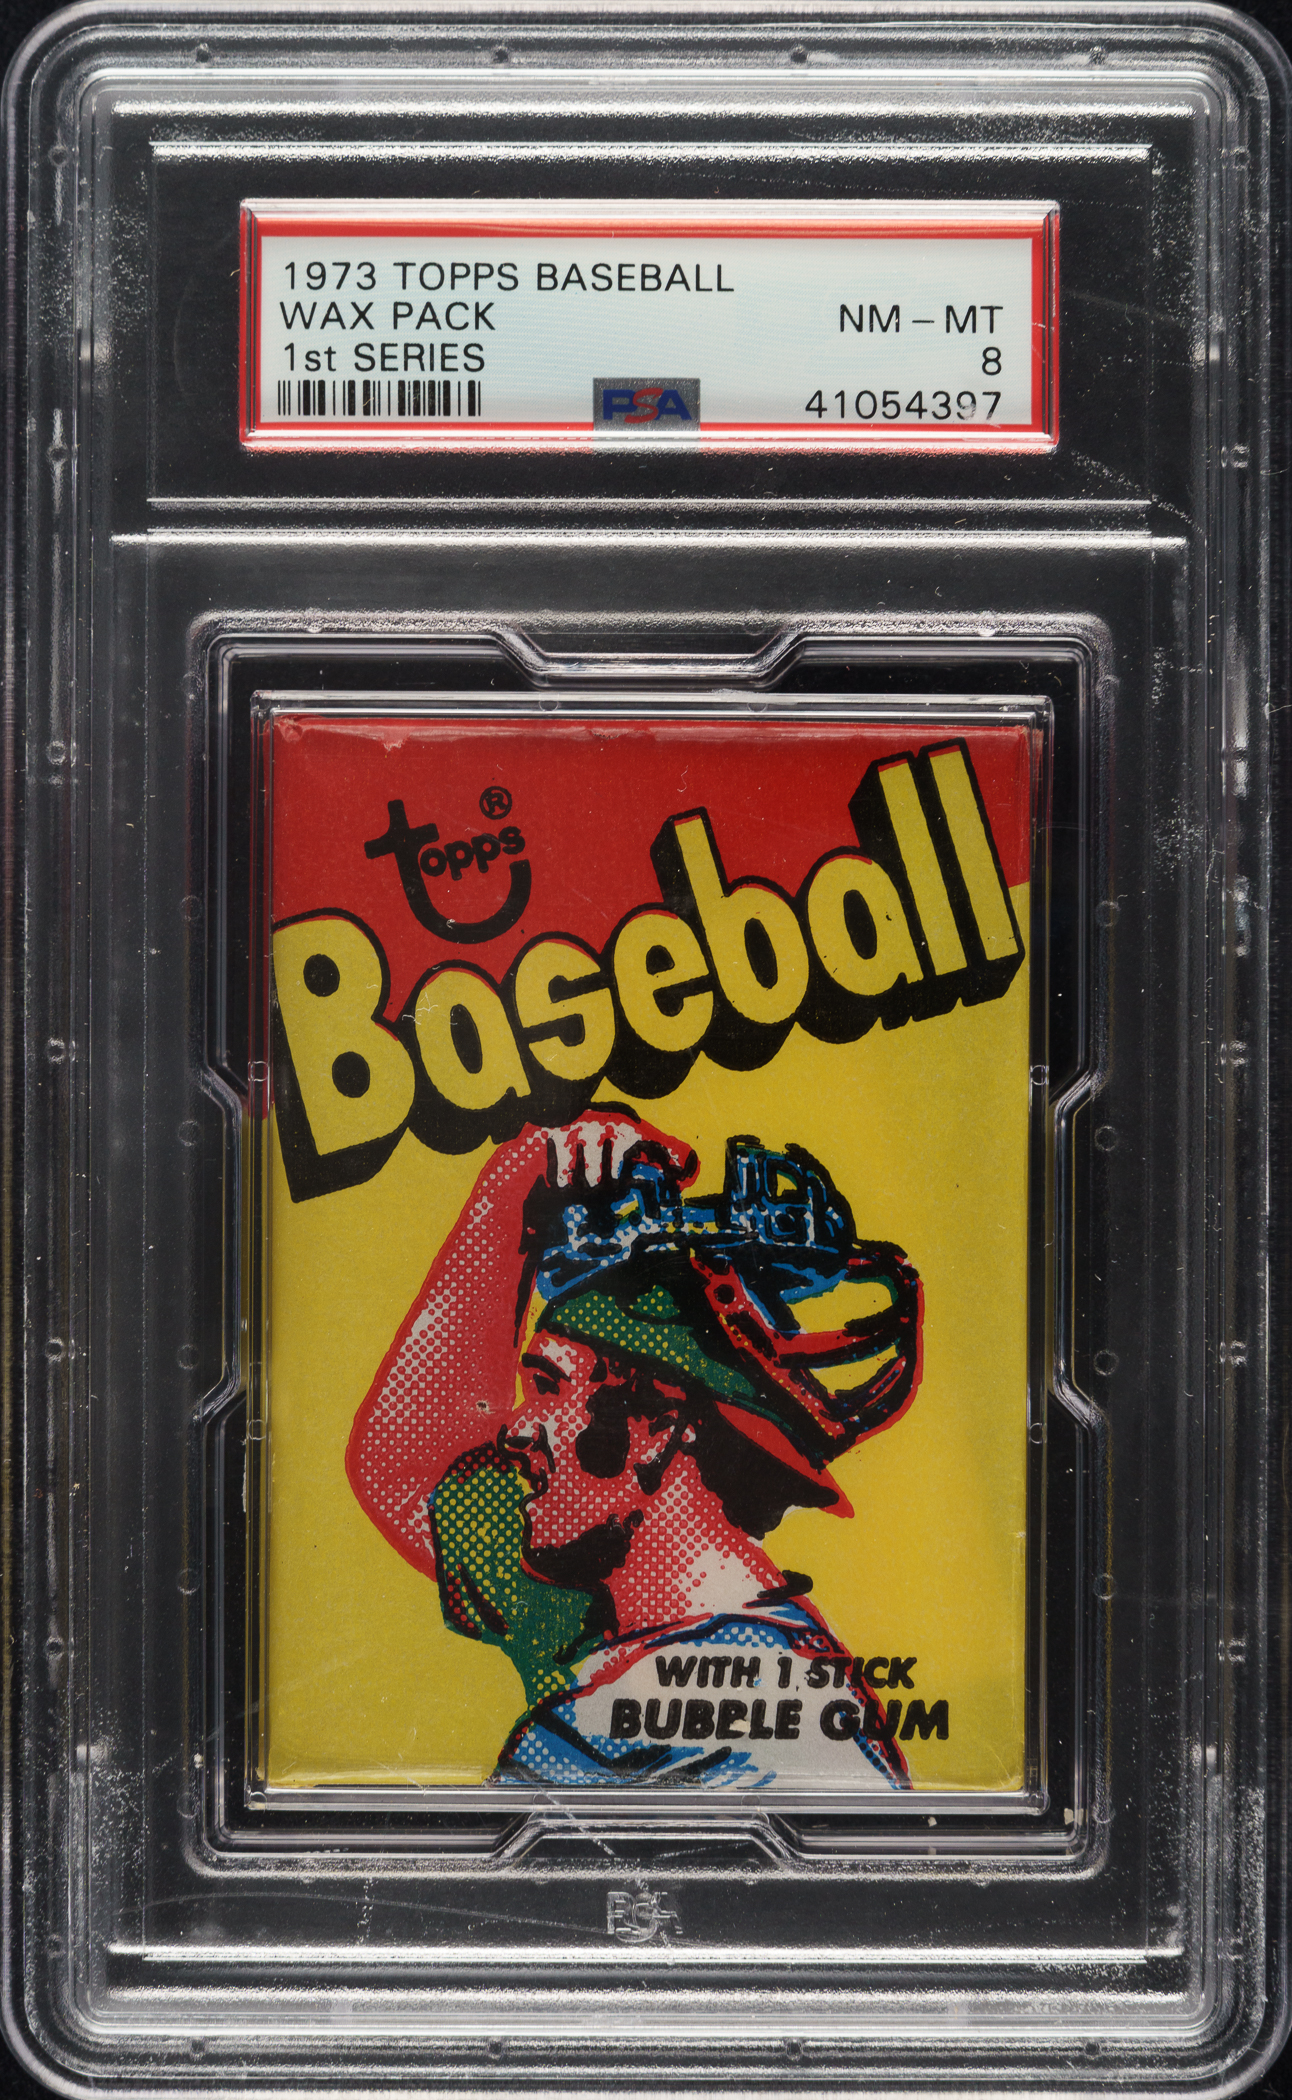 1973 TOPPS BASEBALL
WAX PACK
NM - MT
1st SERIES
8
PSA
41054397
topps®
Baseball
WITH 1 STICK
BUBBLE GUM
PSA